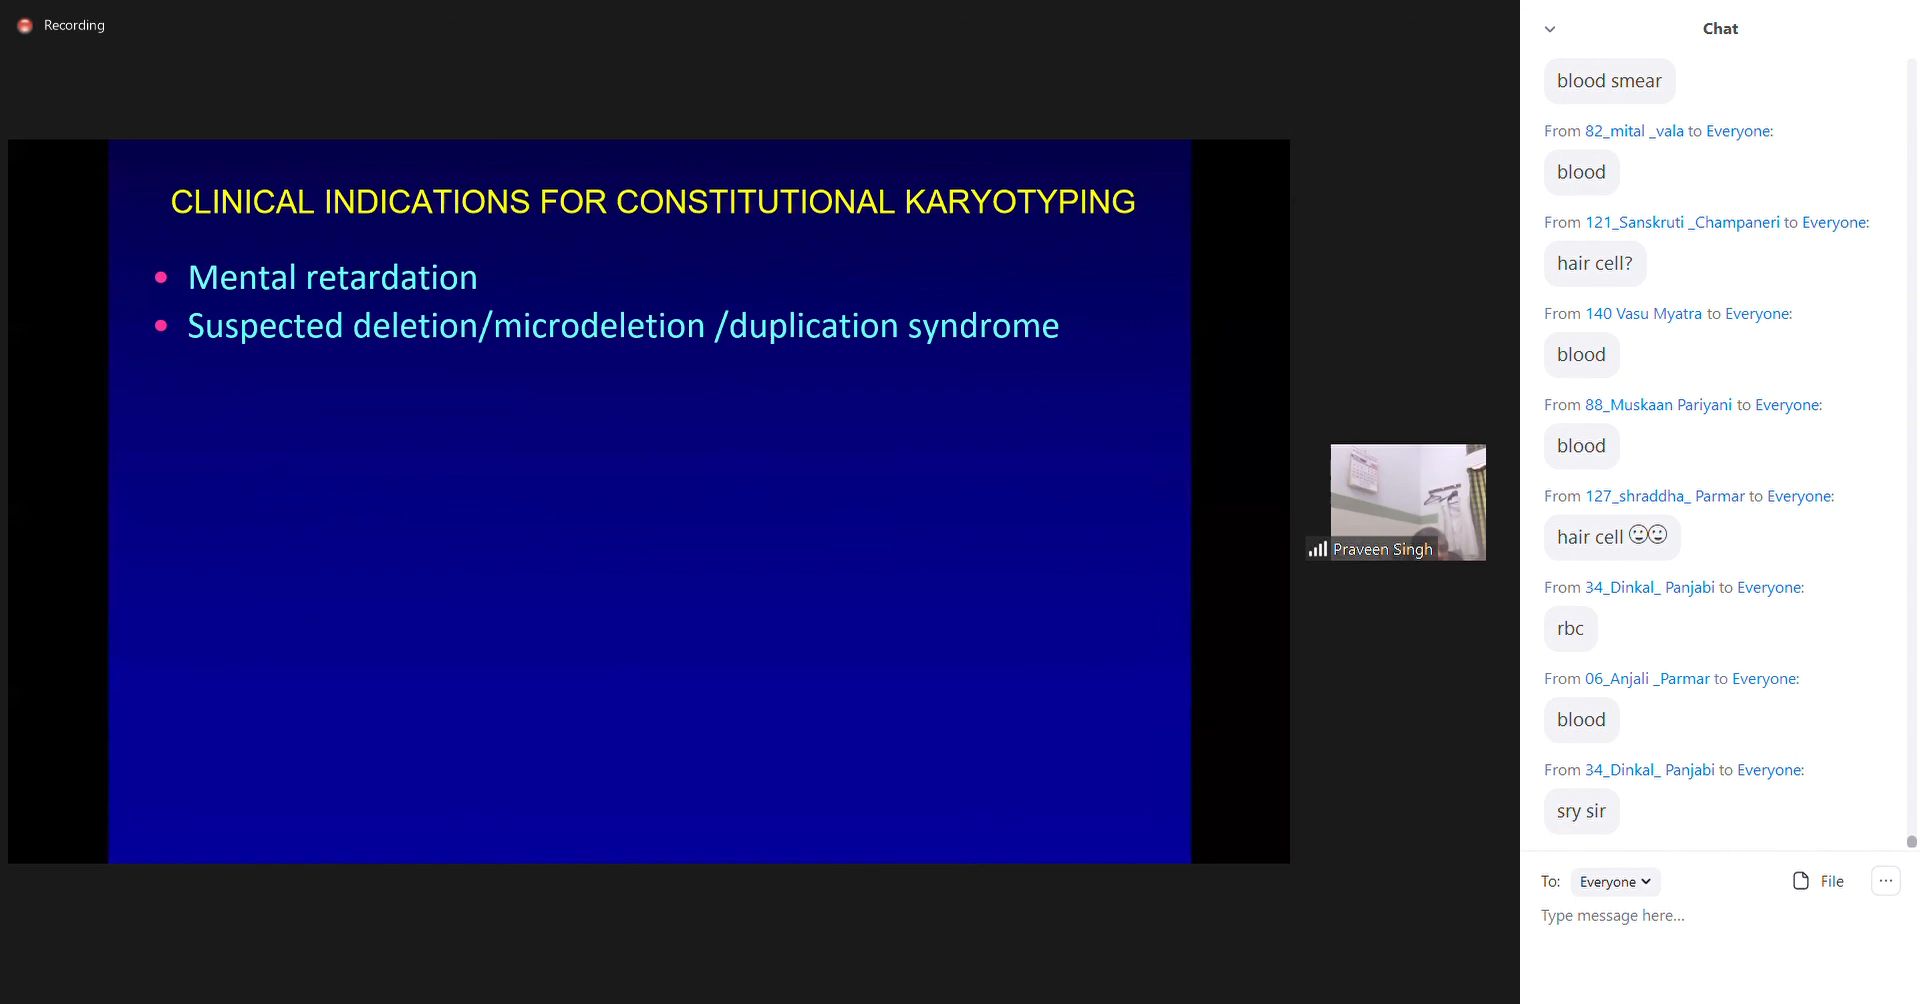 Recording
CLINICAL INDICATIONS FOR CONSTITUTIONAL KARYOTYPING
• Mental retardation
• Suspected deletion/microdeletion /duplication syndrome
Praveen Singh
Chat
blood smear
From 82_mital _vala to Everyone:
blood
From 121_Sanskruti _Champaneri to Everyone:
hair cell?
From 140 Vasu Myatra to Everyone:
blood
From 88_Muskaan Pariyani to Everyone:
blood
From 127_shraddha_ Parmar to Everyone:
hair cell 🙂🙂
From 34_Dinkal_ Panjabi to Everyone:
rbc
From 06_Anjali _Parmar to Everyone:
blood
From 34_Dinkal_ Panjabi to Everyone:
sry sir
To: Everyone File ...
Type message here...